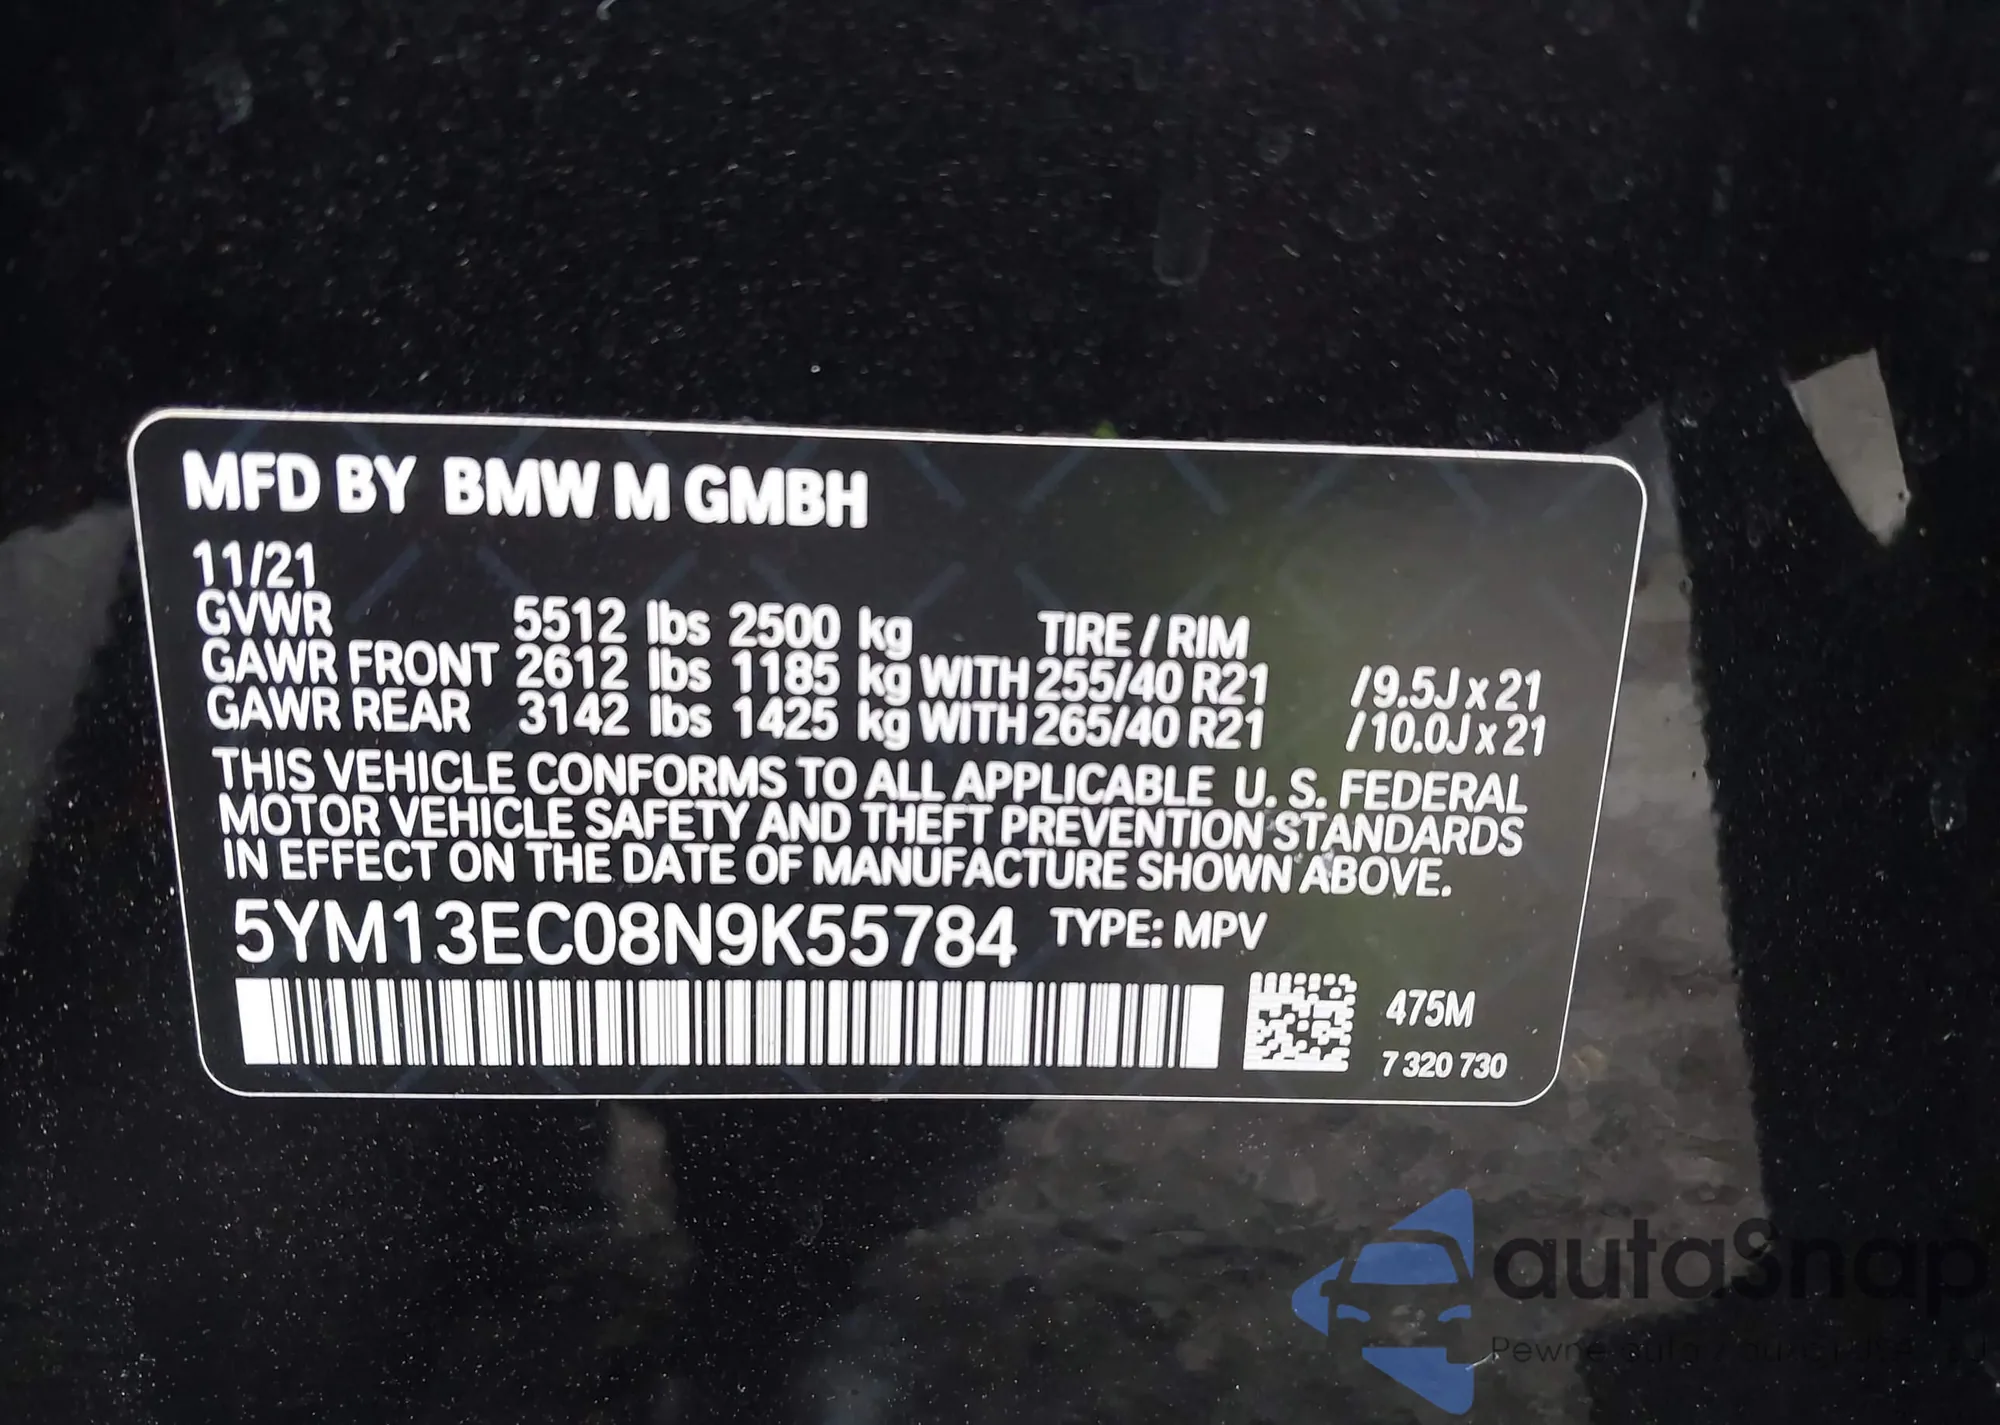 MFD BY BMW M GMBH
11/21
GVWR 5512 lbs 2500 kg TIRE / RIM
GAWR FRONT 2612 lbs 1185 kg WITH 255/40 R21 /9.5J x 21
GAWR REAR 3142 lbs 1425 kg WITH 265/40 R21 /10.0J x 21
THIS VEHICLE CONFORMS TO ALL APPLICABLE U. S. FEDERAL
MOTOR VEHICLE SAFETY AND THEFT PREVENTION STANDARDS
IN EFFECT ON THE DATE OF MANUFACTURE SHOWN ABOVE.
5YM13EC08N9K55784 TYPE: MPV
475M
7 320 730
autaSnap
Pewne auta